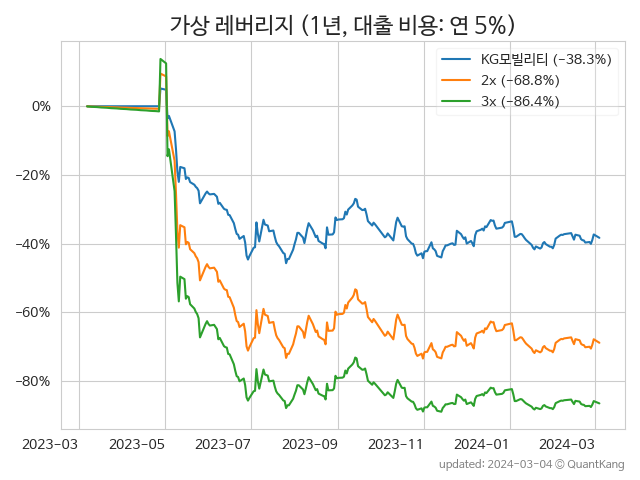 가상 레버리지 (1년, 대출 비용: 연 5%)
KG모빌리티 (−38.3%)
2x (−68.8%)
3x (−86.4%)
0%
−20%
−40%
−60%
−80%
2023-03 2023-05 2023-07 2023-09 2023-11 2024-01 2024-03
updated: 2024-03-04 © QuantKang